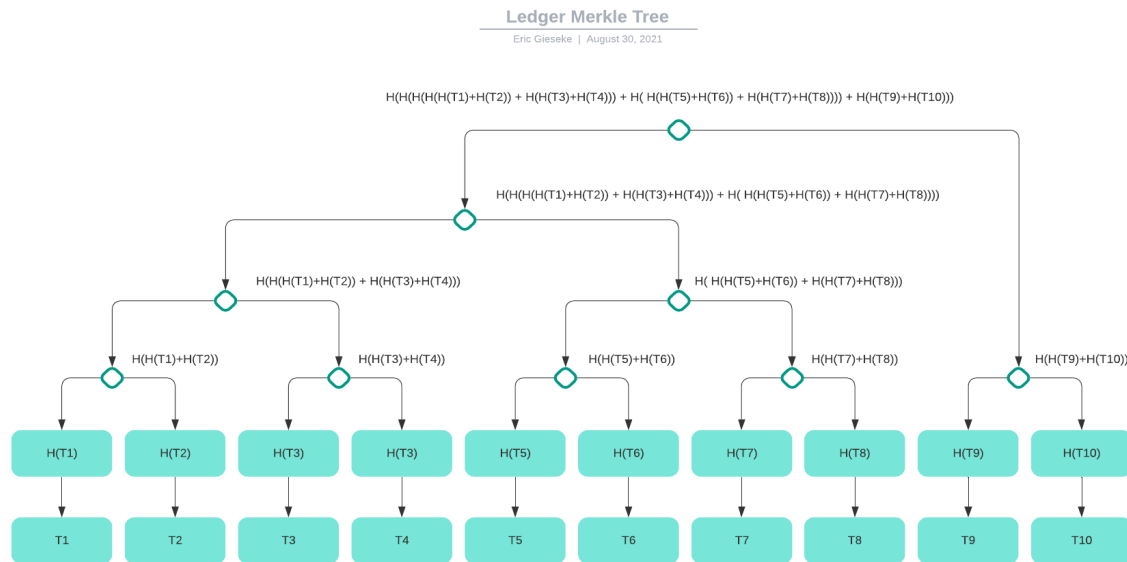 Ledger Merkle Tree
Eric Gieseke | August 30, 2021
H(H(H(H(H(T1)+H(T2)) + H(H(T3)+H(T4))) + H( H(H(T5)+H(T6)) + H(H(T7)+H(T8)))) + H(H(T9)+H(T10)))
H(H(H(H(T1)+H(T2)) + H(H(T3)+H(T4))) + H( H(H(T5)+H(T6)) + H(H(T7)+H(T8))))
H(H(H(T1)+H(T2)) + H(H(T3)+H(T4)))
H( H(H(T5)+H(T6)) + H(H(T7)+H(T8)))
H(H(T1)+H(T2))
H(H(T3)+H(T4))
H(H(T5)+H(T6))
H(H(T7)+H(T8))
H(H(T9)+H(T10))
H(T1)
H(T2)
H(T3)
H(T3)
H(T5)
H(T6)
H(T7)
H(T8)
H(T9)
H(T10)
T1
T2
T3
T4
T5
T6
T7
T8
T9
T10